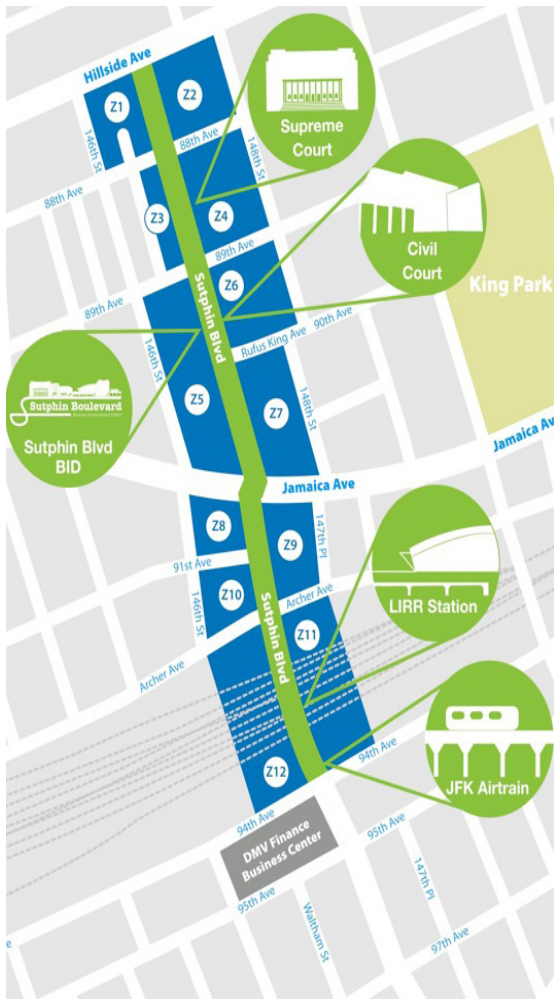 Hillside Ave
Z1
Z2
146th St
88th Ave
148th St
Supreme
Court
88th Ave
Z3
Z4
89th Ave
Civil
Court
Sutphin Blvd
Z6
King Park
89th Ave
Rufus King Ave
90th Ave
146th St
Sutphin Boulevard
Sutphin Blvd
BID
Z5
Z7
148th St
Jamaica Ave
Jamaica Ave
Z8
147th Pl
91st Ave
Z9
Z10
146th St
Archer Ave
Sutphin Blvd
LIRR Station
Z11
Archer Ave
94th Ave
Z12
JFK Airtrain
94th Ave
DMV Finance
Business Center
95th Ave
95th Ave
147th Pl
Waltham St
97th Ave